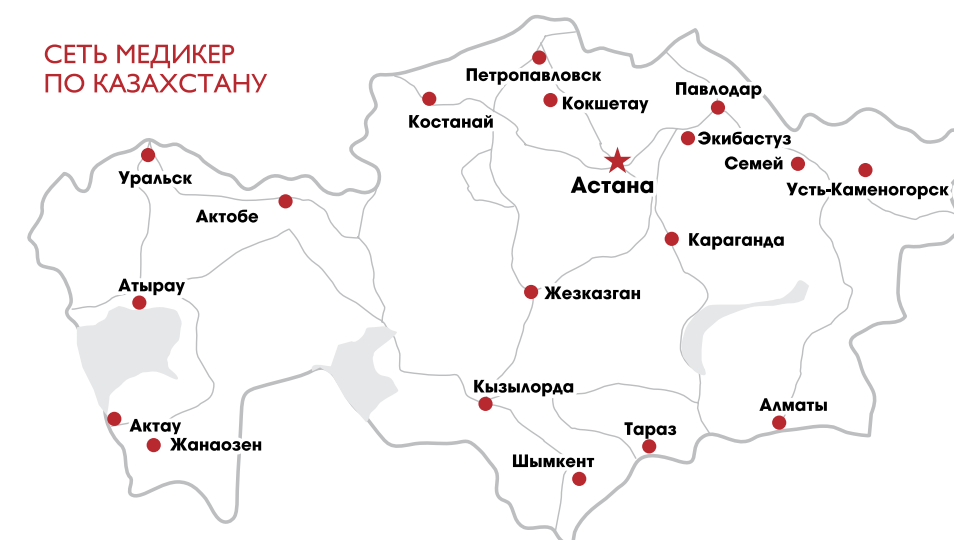 СЕТЬ МЕДИКЕР
ПО КАЗАХСТАНУ
Петропавловск
Кокшетау
Костанай
Павлодар
Экибастуз
Семей
Усть-Каменогорск
Астана
Уральск
Актобе
Караганда
Атырау
Жезказган
Кызылорда
Алматы
Тараз
Актау
Жанаозен
Шымкент